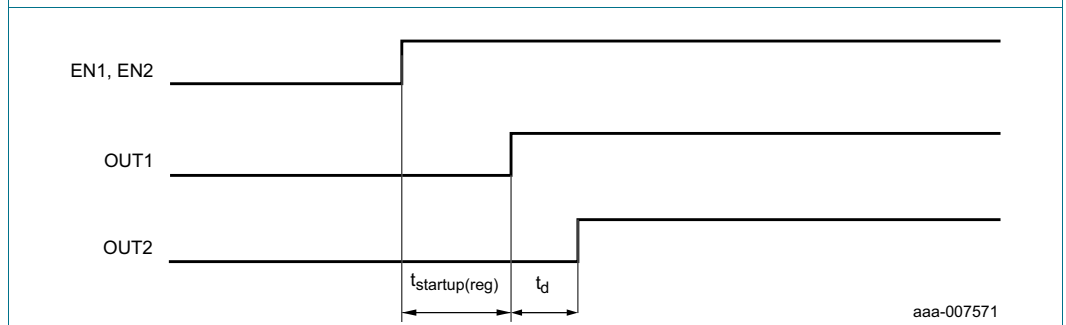 EN1, EN2
OUT1
OUT2
tstartup(reg) td
aaa-007571